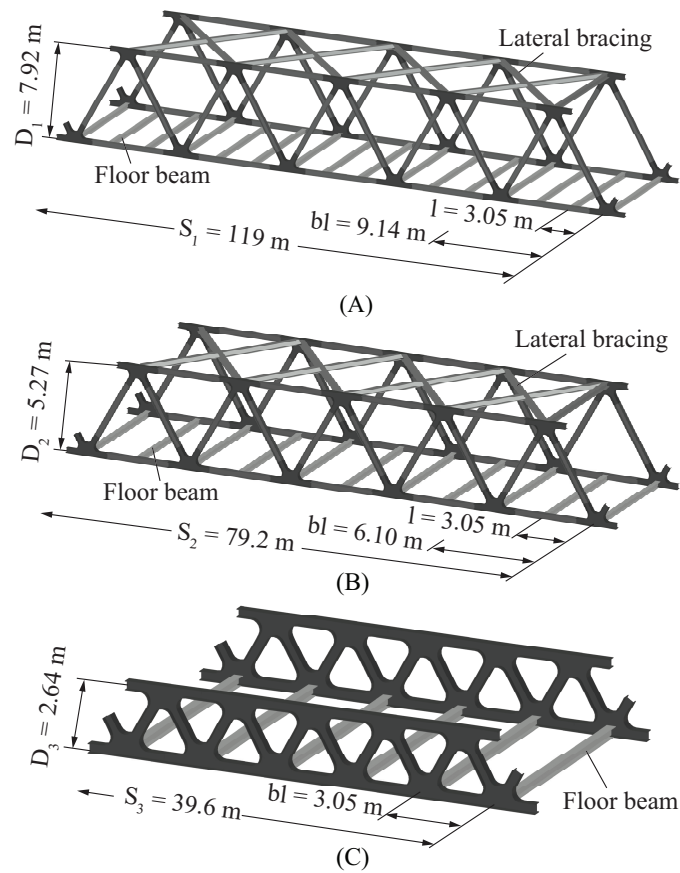 Lateral bracing
D₁ = 7.92 m
Floor beam
l = 3.05 m
bl = 9.14 m
S₁ = 119 m
(A)
Lateral bracing
D₂ = 5.27 m
Floor beam
l = 3.05 m
bl = 6.10 m
S₂ = 79.2 m
(B)
D₃ = 2.64 m
bl = 3.05 m
S₃ = 39.6 m
Floor beam
(C)